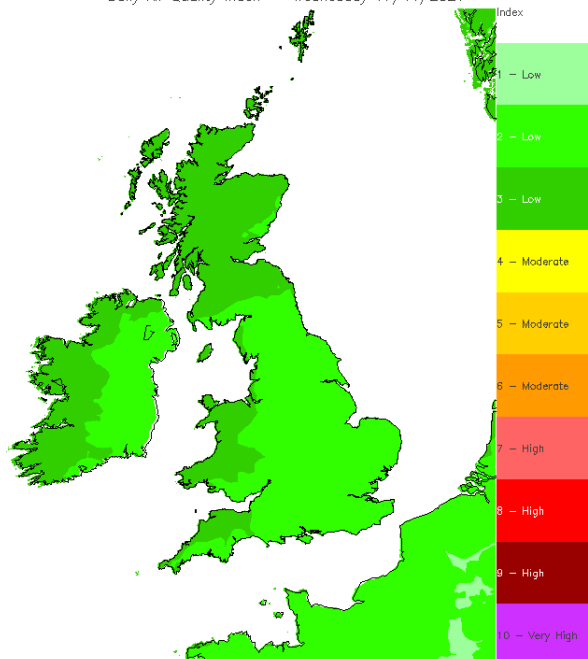 Index
1 - Low
2 - Low
3 - Low
4 - Moderate
5 - Moderate
6 - Moderate
7 - High
8 - High
9 - High
10 - Very High